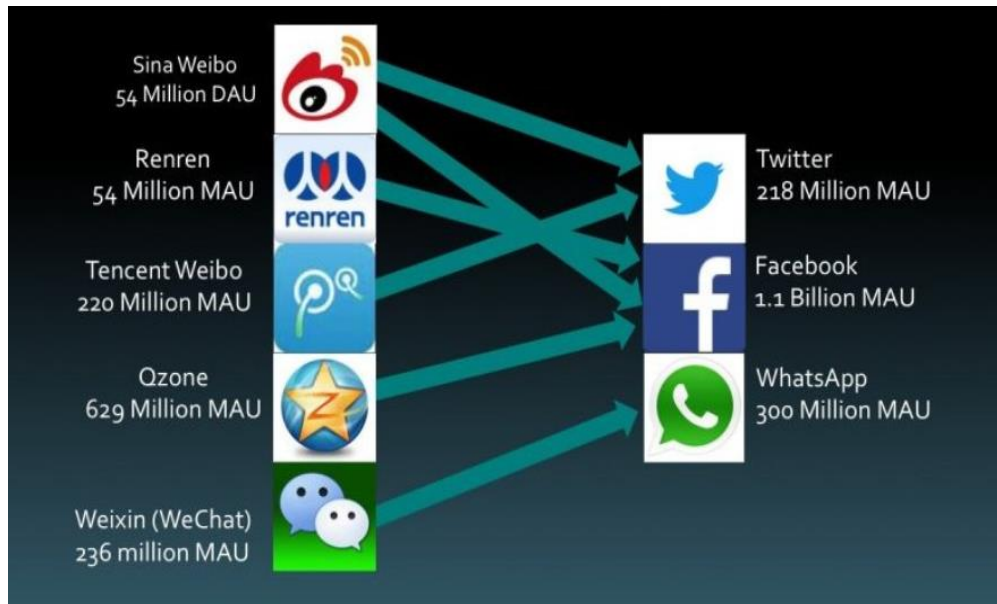 Sina Weibo
54 Million DAU
Renren
54 Million MAU
renren
Tencent Weibo
220 Million MAU
Qzone
629 Million MAU
Z
Weixin (WeChat)
236 million MAU
Twitter
218 Million MAU
Facebook
1.1 Billion MAU
f
WhatsApp
300 Million MAU